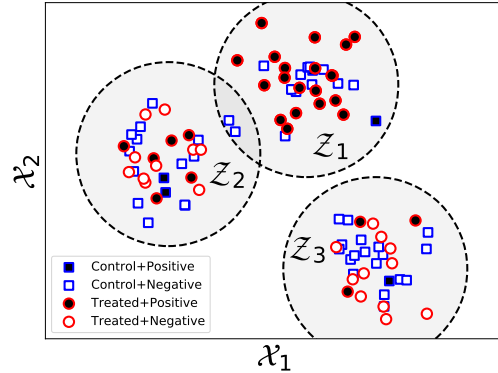 𝒵₁
𝒵₂
𝒵₃
Control+Positive
Control+Negative
Treated+Positive
Treated+Negative
𝒳₂
𝒳₁